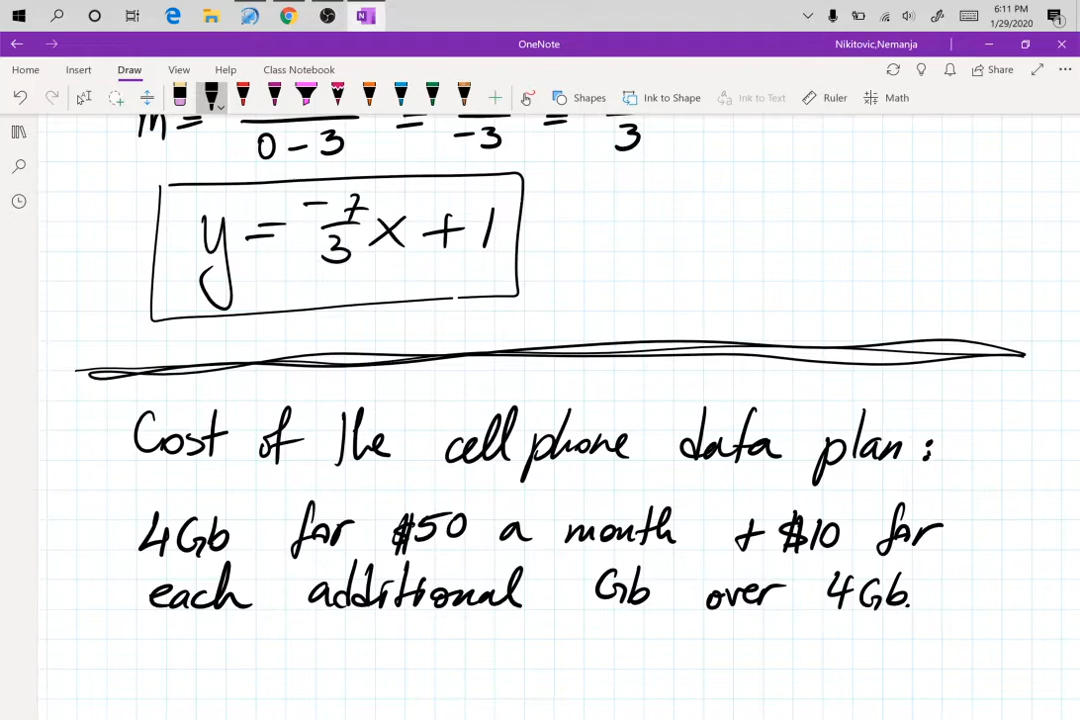 6:11 PM
1/29/2020
OneNote
Nikitovic,Nemanja
Home Insert Draw View Help Class Notebook
Share
Shapes Ink to Shape Ink to Text Ruler Math
m = 0 - 3 = -3 = 3
y = -7/3 x + 1
Cost of the cell phone data plan:
4Gb for $50 a month + $10 for
each additional Gb over 4Gb.